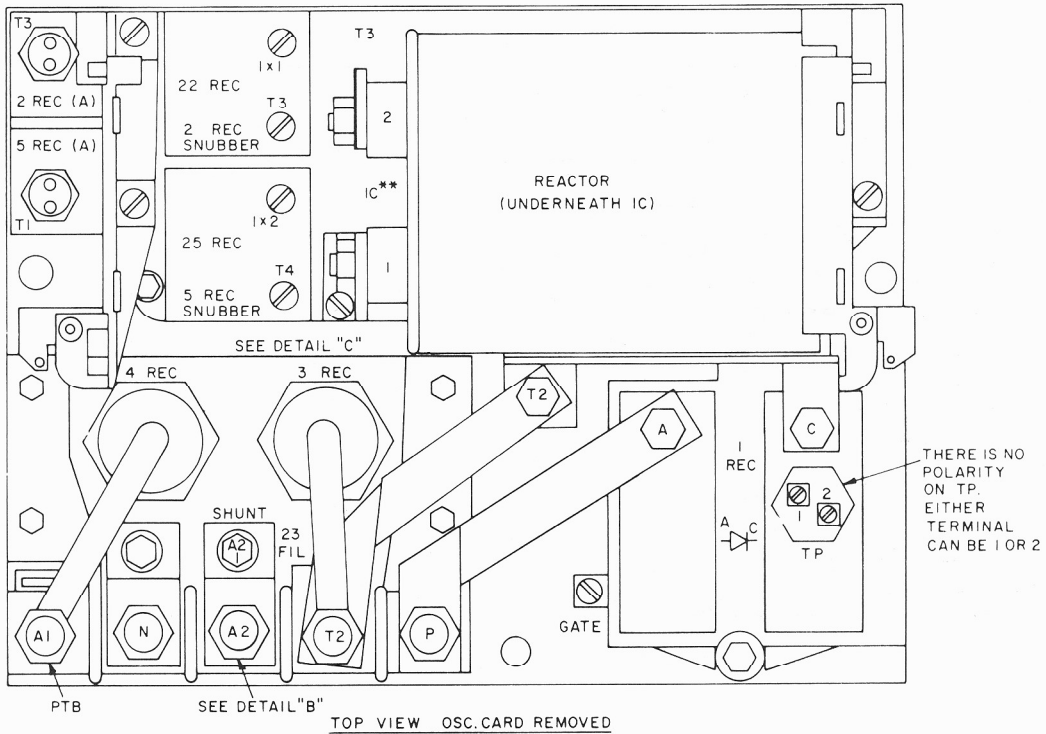 T3
2 REC (A)
5 REC (A)
T1
1x1
22 REC
T3
2 REC
SNUBBER
1x2
25 REC
T4
5 REC
SNUBBER
T3
2
IC**
1
REACTOR
(UNDERNEATH IC)
SEE DETAIL "C"
4 REC
3 REC
T2
A
1
REC
C
A C
1 2
TP
THERE IS NO
POLARITY
ON TP.
EITHER
TERMINAL
CAN BE 1 OR 2
SHUNT
A2
1
23
FIL
GATE
A1
N
A2
T2
P
PTB
SEE DETAIL "B"
TOP VIEW OSC. CARD REMOVED